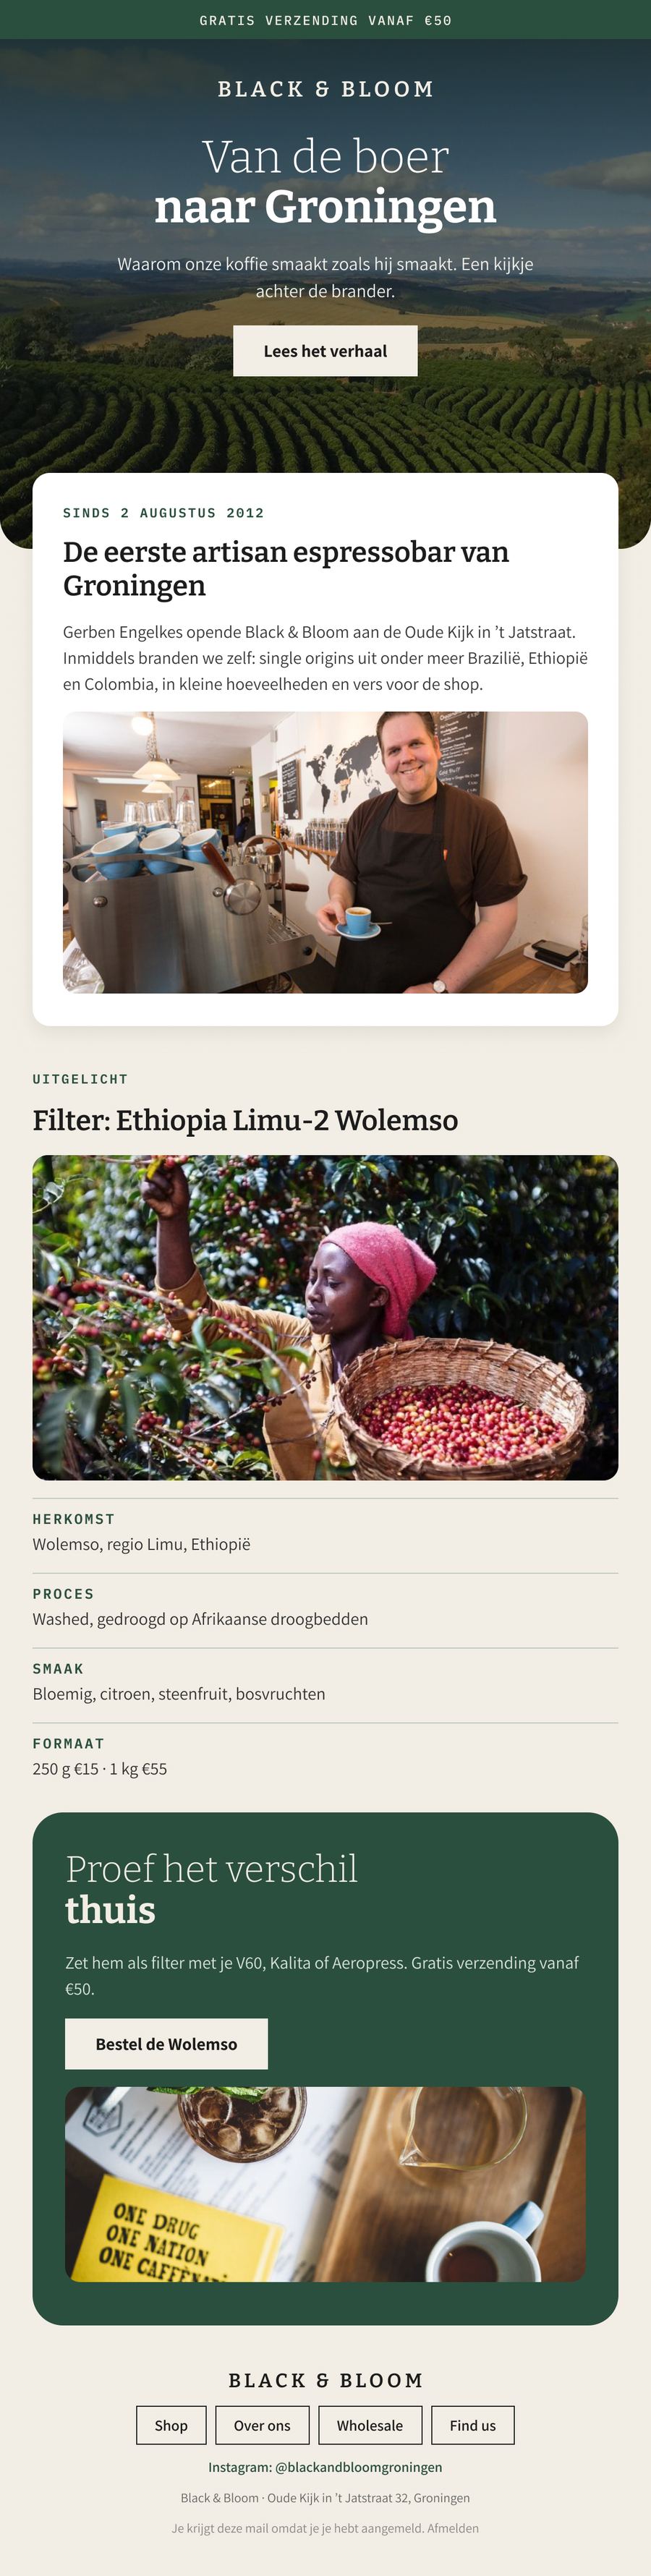 GRATIS VERZENDING VANAF €50
BLACK & BLOOM
Van de boer
naar Groningen
Waarom onze koffie smaakt zoals hij smaakt. Een kijkje
achter de brander.
Lees het verhaal
SINDS 2 AUGUSTUS 2012
De eerste artisan espressobar van
Groningen
Gerben Engelkes opende Black & Bloom aan de Oude Kijk in ’t Jatstraat.
Inmiddels branden we zelf: single origins uit onder meer Brazilië, Ethiopië
en Colombia, in kleine hoeveelheden en vers voor de shop.
UITGELICHT
Filter: Ethiopia Limu-2 Wolemso
HERKOMST
Wolemso, regio Limu, Ethiopië
PROCES
Washed, gedroogd op Afrikaanse droogbedden
SMAAK
Bloemig, citroen, steenfruit, bosvruchten
FORMAAT
250 g €15 · 1 kg €55
Proef het verschil
thuis
Zet hem als filter met je V60, Kalita of Aeropress. Gratis verzending vanaf
€50.
Bestel de Wolemso
ONE DRUG
ONE NATION
ONE CAFFEÏNA
BLACK & BLOOM
Shop Over ons Wholesale Find us
Instagram: @blackandbloomgroningen
Black & Bloom · Oude Kijk in ’t Jatstraat 32, Groningen
Je krijgt deze mail omdat je je hebt aangemeld. Afmelden